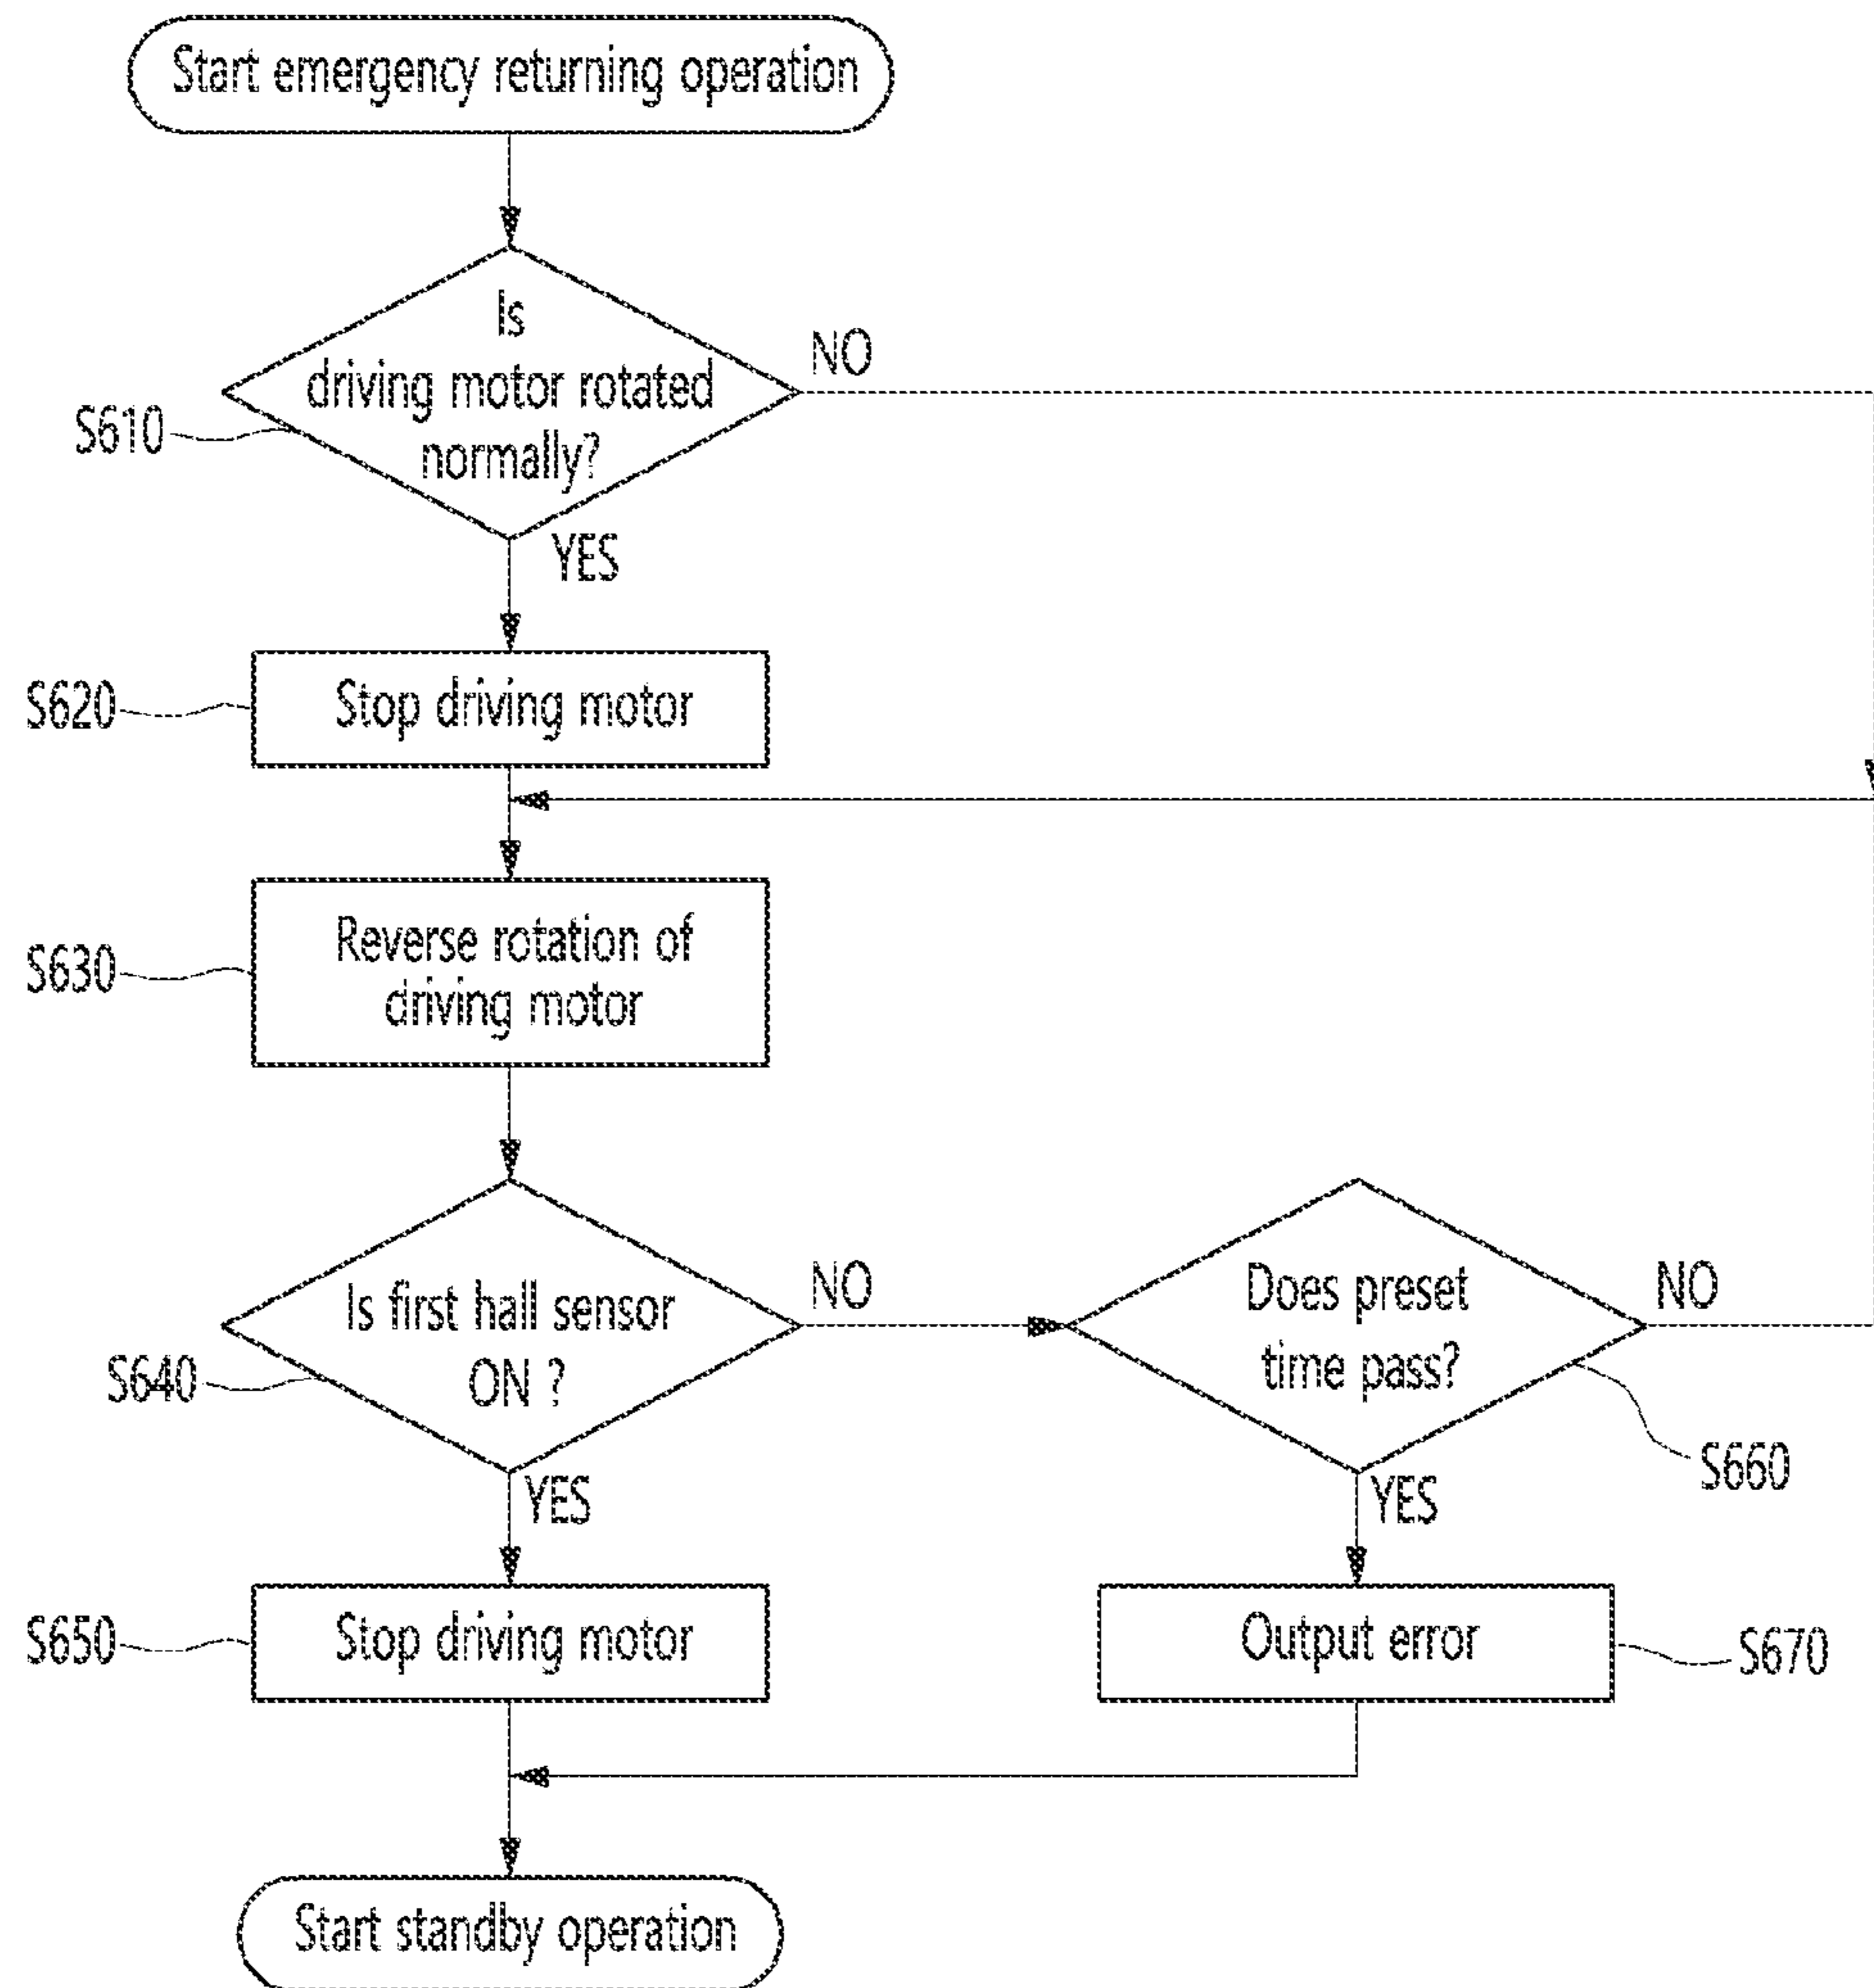 Start emergency returning operation
Is
driving motor rotated
normally?
NO
S610
YES
S620
Stop driving motor
S630
Reverse rotation of
driving motor
Is first hall sensor
ON ?
NO
S640
YES
Does preset
time pass?
NO
S660
YES
S650
Stop driving motor
Output error
S670
Start standby operation